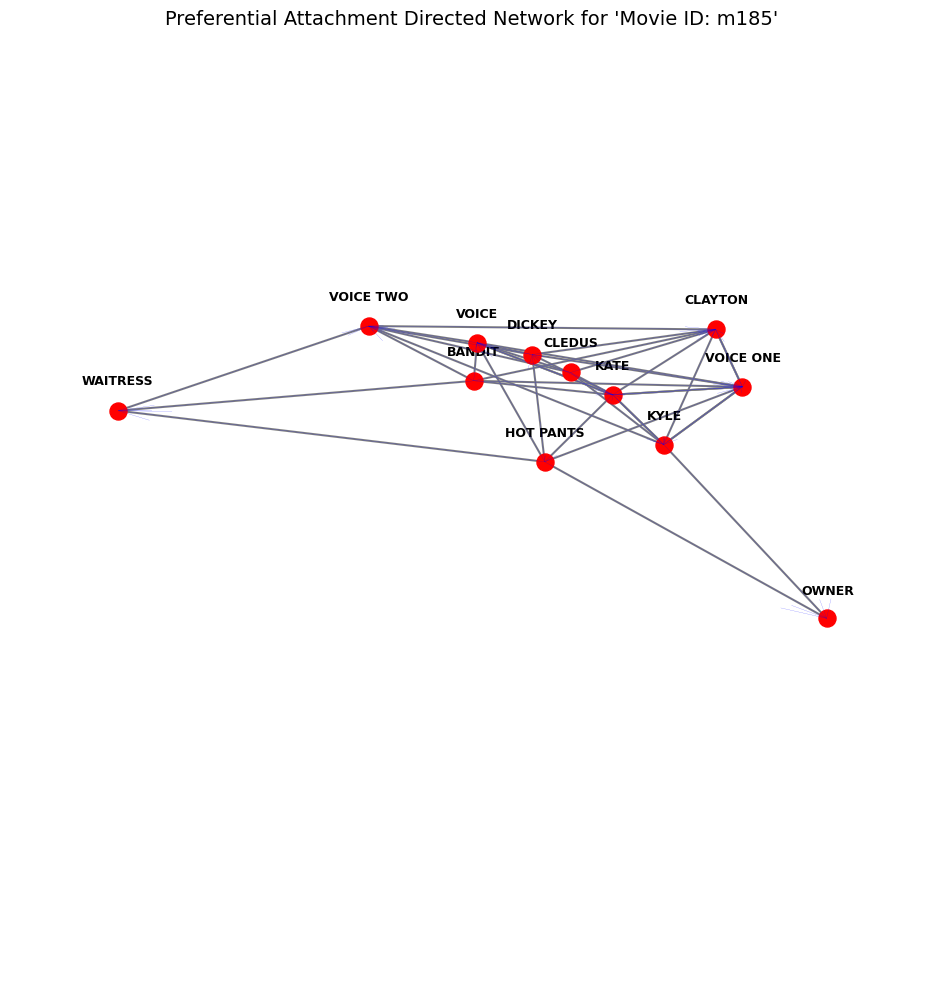 Preferential Attachment Directed Network for 'Movie ID: m185'
VOICE TWO
CLAYTON
VOICE
DICKEY
CLEDUS
BANDIT
VOICE ONE
KATE
WAITRESS
KYLE
HOT PANTS
OWNER